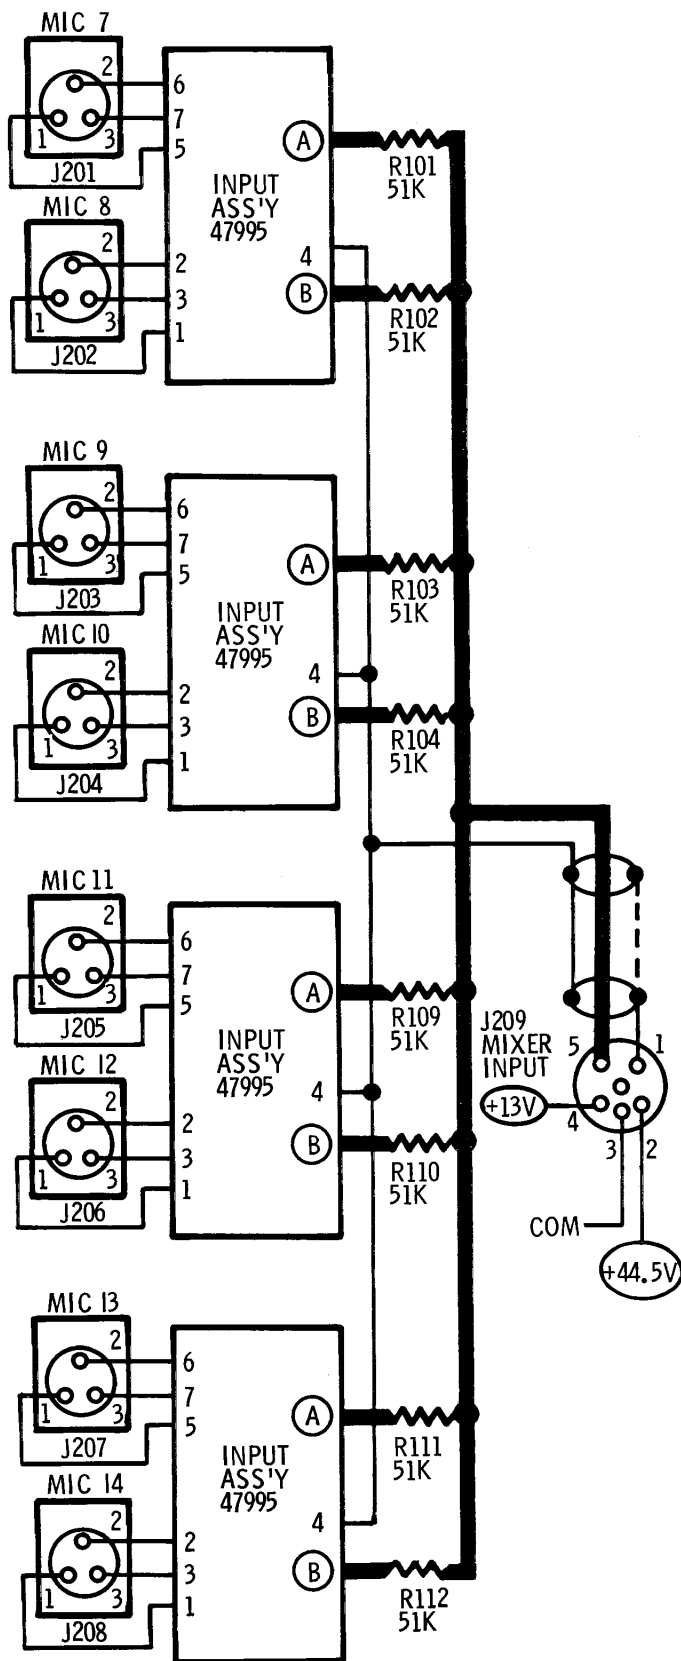 MIC 7
2
1
3
J201
6
7
5
MIC 8
2
1
3
J202
2
3
1
INPUT
ASS'Y
47995
A
4
B
R101
51K
R102
51K
MIC 9
2
1
3
J203
6
7
5
MIC 10
2
1
3
J204
2
3
1
INPUT
ASS'Y
47995
A
4
B
R103
51K
R104
51K
MIC 11
2
1
3
J205
6
7
5
MIC 12
2
1
3
J206
2
3
1
INPUT
ASS'Y
47995
A
4
B
R109
51K
R110
51K
J209
MIXER
INPUT
5
1
+13V
4
3
2
COM
+44.5V
MIC 13
2
1
3
J207
6
7
5
MIC 14
2
1
3
J208
2
3
1
INPUT
ASS'Y
47995
A
4
B
R111
51K
R112
51K